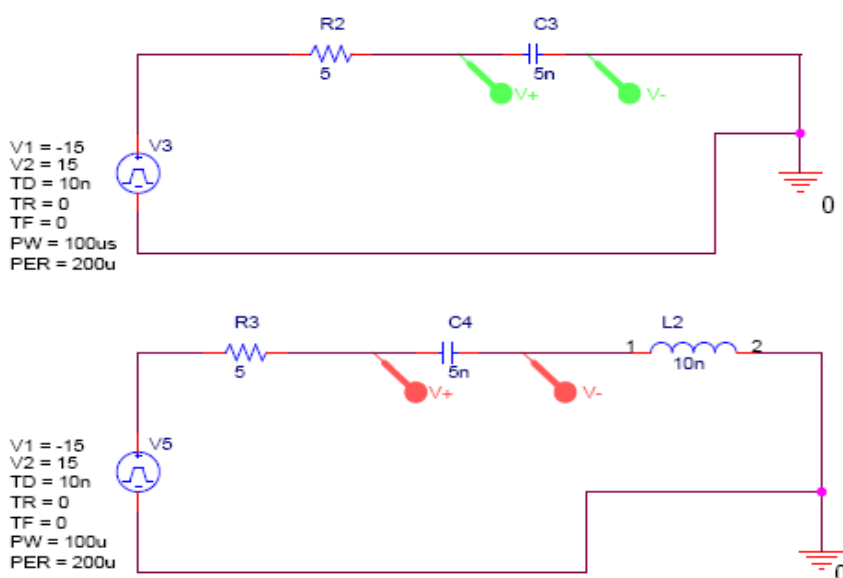 R2
C3
5
5n
V+
V-
V3
V1 = -15
V2 = 15
TD = 10n
TR = 0
TF = 0
PW = 100us
PER = 200u
0
R3
C4
L2
5
5n
1
2
10n
V+
V-
V5
V1 = -15
V2 = 15
TD = 10n
TR = 0
TF = 0
PW = 100u
PER = 200u
0